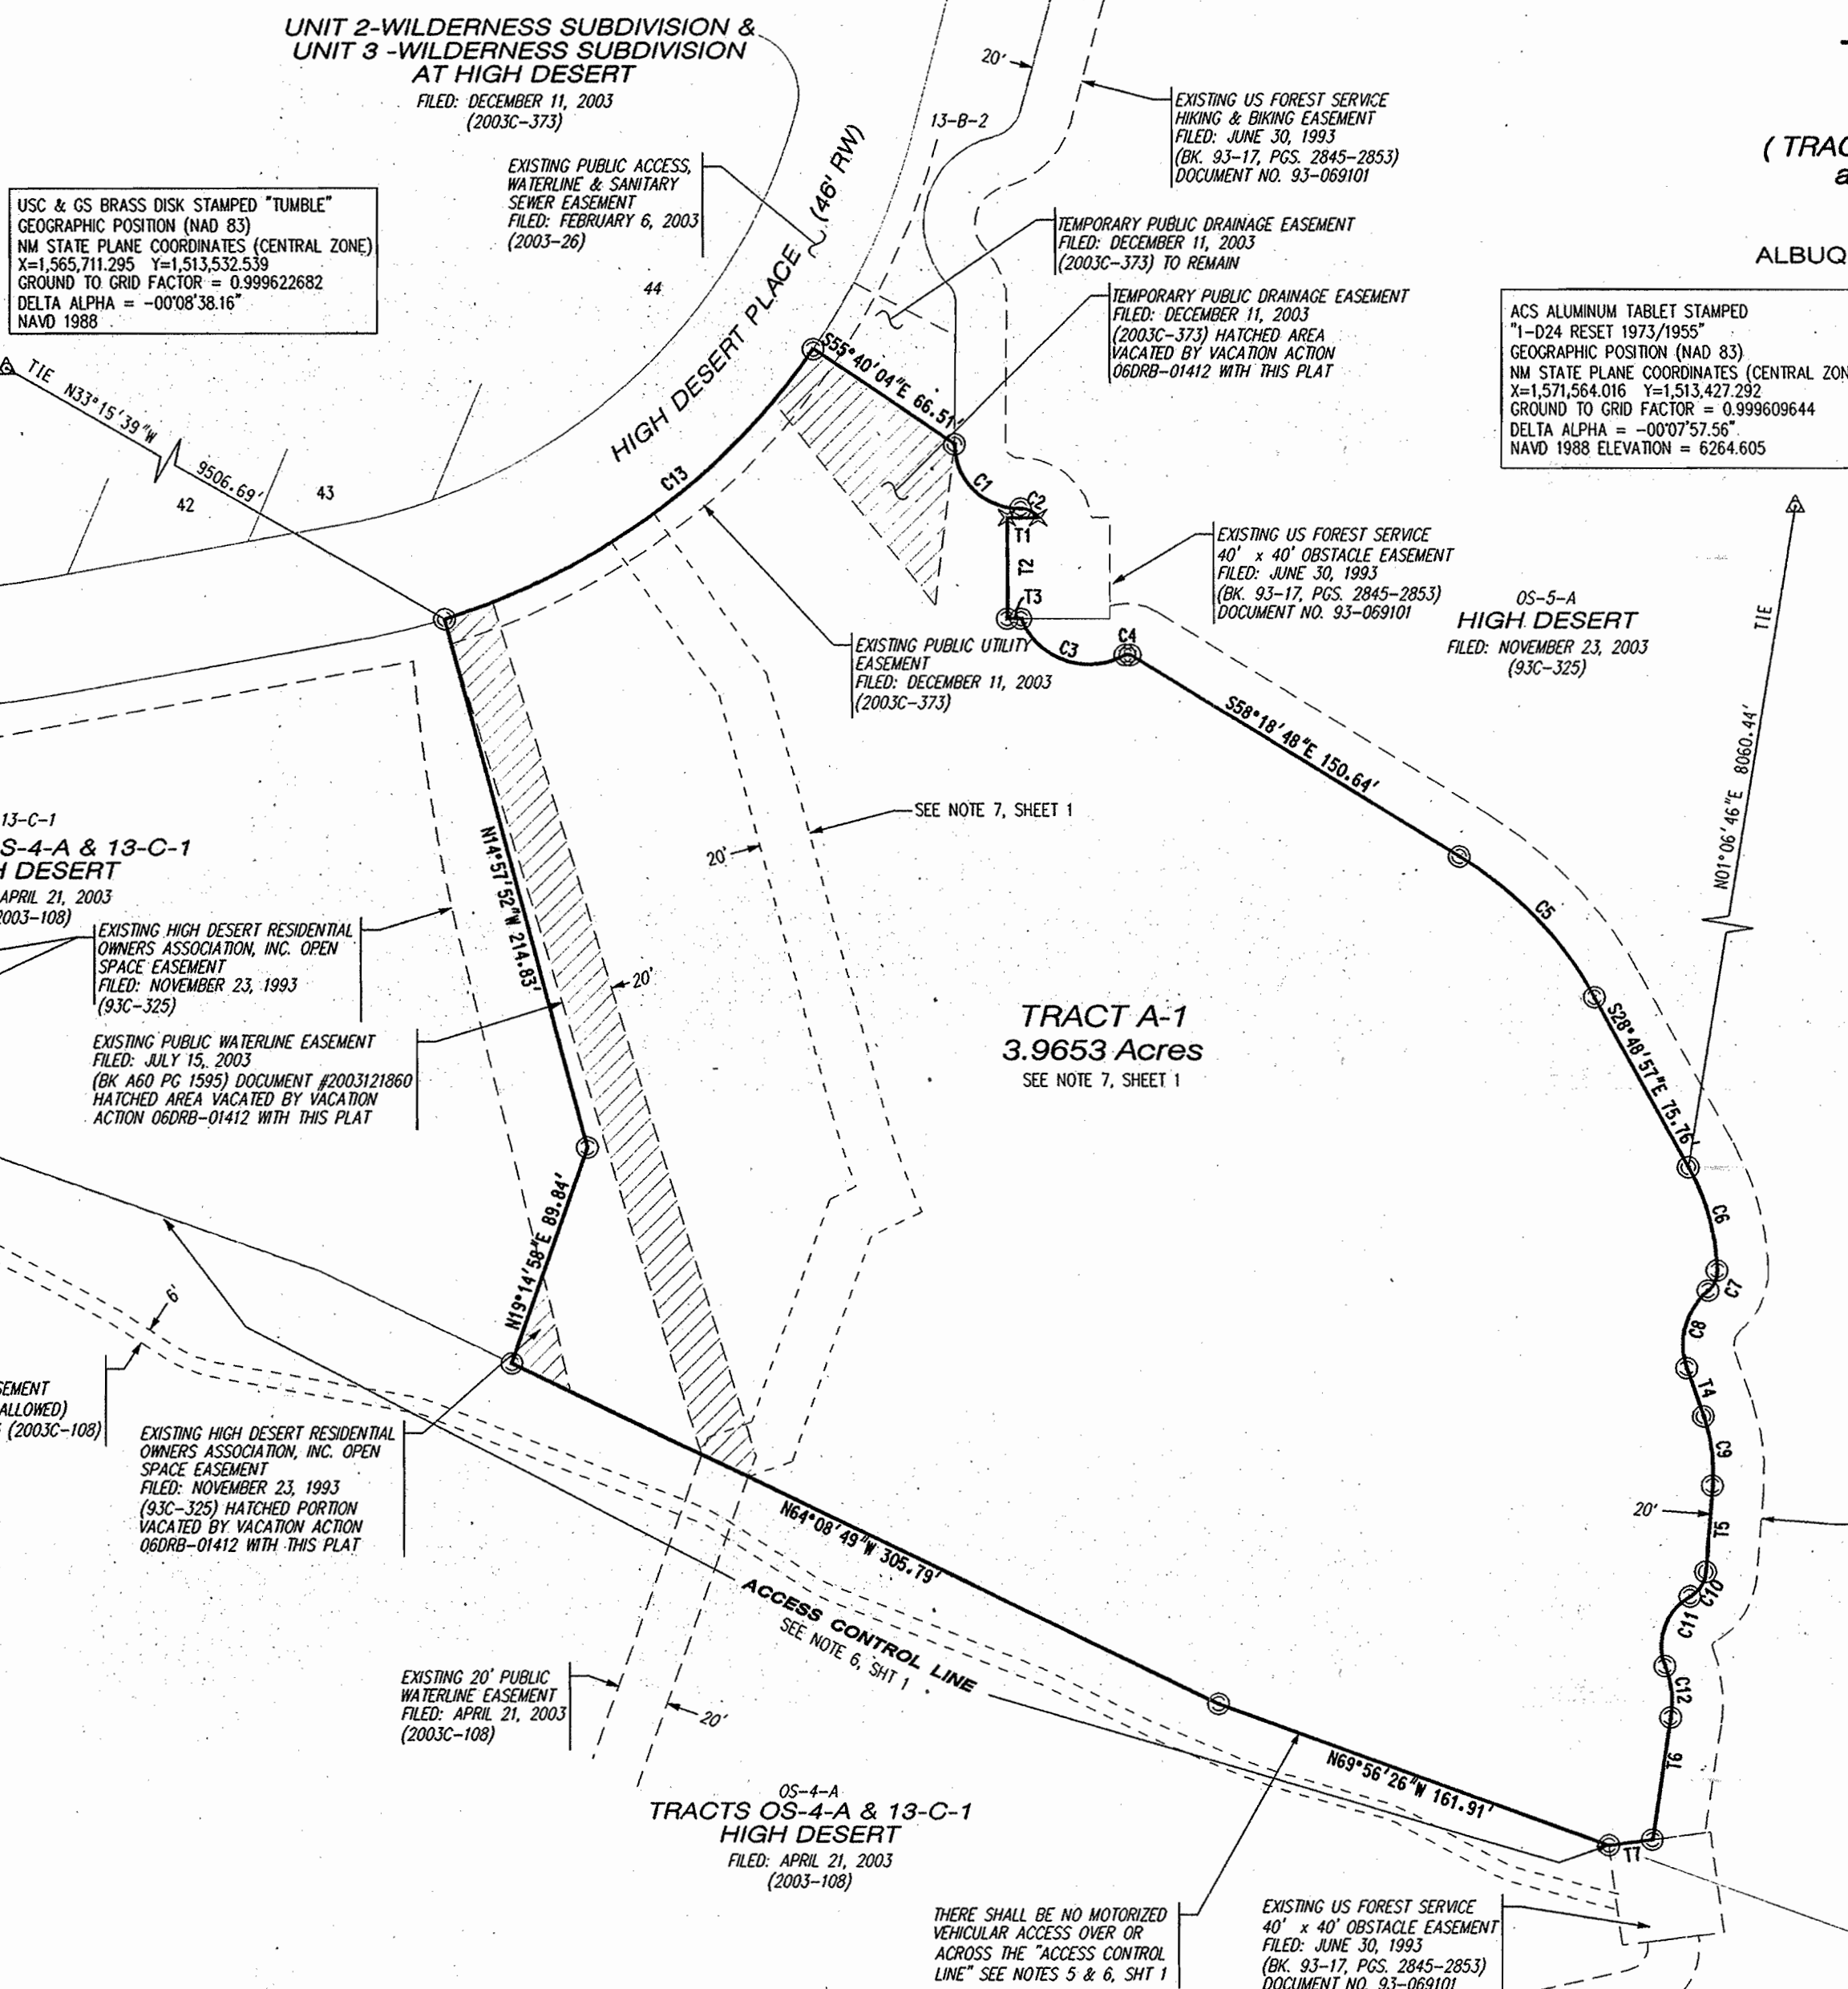 UNIT 2-WILDERNESS SUBDIVISION &
UNIT 3 -WILDERNESS SUBDIVISION
AT HIGH DESERT
FILED: DECEMBER 11, 2003
(2003C-373)
20'
13-B-2
EXISTING US FOREST SERVICE
HIKING & BIKING EASEMENT
FILED: JUNE 30, 1993
(BK. 93-17, PGS. 2845-2853)
DOCUMENT NO. 93-069101
( TRAC
ALBUQ
EXISTING PUBLIC ACCESS,
WATERLINE & SANITARY
SEWER EASEMENT
FILED: FEBRUARY 6, 2003
(2003-26)
USC & GS BRASS DISK STAMPED "TUMBLE"
GEOGRAPHIC POSITION (NAD 83)
NM STATE PLANE COORDINATES (CENTRAL ZONE)
X=1,565,711.295 Y=1,513,532.539
GROUND TO GRID FACTOR = 0.999622682
DELTA ALPHA = -00°08'38.16"
NAVD 1988
TEMPORARY PUBLIC DRAINAGE EASEMENT
FILED: DECEMBER 11, 2003
(2003C-373) TO REMAIN
TEMPORARY PUBLIC DRAINAGE EASEMENT
FILED: DECEMBER 11, 2003
(2003C-373) HATCHED AREA
VACATED BY VACATION ACTION
06DRB-01412 WITH THIS PLAT
ACS ALUMINUM TABLET STAMPED
"1-D24 RESET 1973/1955"
GEOGRAPHIC POSITION (NAD 83)
NM STATE PLANE COORDINATES (CENTRAL ZON
X=1,571,564.016 Y=1,513,427.292
GROUND TO GRID FACTOR = 0.999609644
DELTA ALPHA = -00°07'57.56"
NAVD 1988 ELEVATION = 6264.605
HIGH DESERT PLACE (46' RW)
44
43
42
TIE N33°15'39"W
9506.69'
S55°40'04"E 66.51'
C13
C1
C2
T1
T2
T3
C3
C4
EXISTING US FOREST SERVICE
40' x 40' OBSTACLE EASEMENT
FILED: JUNE 30, 1993
(BK. 93-17, PGS. 2845-2853)
DOCUMENT NO. 93-069101
OS-5-A
HIGH DESERT
FILED: NOVEMBER 23, 2003
(93C-325)
TIE
N01°06'46"E 8060.44'
EXISTING PUBLIC UTILITY
EASEMENT
FILED: DECEMBER 11, 2003
(2003C-373)
S58°18'48"E 150.64'
SEE NOTE 7, SHEET 1
20'
13-C-1
S-4-A & 13-C-1
H DESERT
APRIL 21, 2003
2003-108)
N14°57'52"W 214.83'
C5
EXISTING HIGH DESERT RESIDENTIAL
OWNERS ASSOCIATION, INC. OPEN
SPACE EASEMENT
FILED: NOVEMBER 23, 1993
(93C-325)
20'
TRACT A-1
3.9653 Acres
SEE NOTE 7, SHEET 1
S28°48'57"E 75.76'
EXISTING PUBLIC WATERLINE EASEMENT
FILED: JULY 15, 2003
(BK A60 PG 1595) DOCUMENT #2003121860
HATCHED AREA VACATED BY VACATION
ACTION 06DRB-01412 WITH THIS PLAT
N19°14'58"E 89.84'
C6
C7
C8
T4
C9
T5
20'
C10
C11
C12
T6
T7
6'
SEMENT
ALLOWED)
(2003C-108)
EXISTING HIGH DESERT RESIDENTIAL
OWNERS ASSOCIATION, INC. OPEN
SPACE EASEMENT
FILED: NOVEMBER 23, 1993
(93C-325) HATCHED PORTION
VACATED BY VACATION ACTION
06DRB-01412 WITH THIS PLAT
N64°08'49"W 305.79'
ACCESS CONTROL LINE
SEE NOTE 6, SHT 1
EXISTING 20' PUBLIC
WATERLINE EASEMENT
FILED: APRIL 21, 2003
(2003C-108)
20'
N69°56'26"W 161.91'
OS-4-A
TRACTS OS-4-A & 13-C-1
HIGH DESERT
FILED: APRIL 21, 2003
(2003-108)
THERE SHALL BE NO MOTORIZED
VEHICULAR ACCESS OVER OR
ACROSS THE "ACCESS CONTROL
LINE" SEE NOTES 5 & 6, SHT 1
EXISTING US FOREST SERVICE
40' x 40' OBSTACLE EASEMENT
FILED: JUNE 30, 1993
(BK. 93-17, PGS. 2845-2853)
DOCUMENT NO. 93-069101